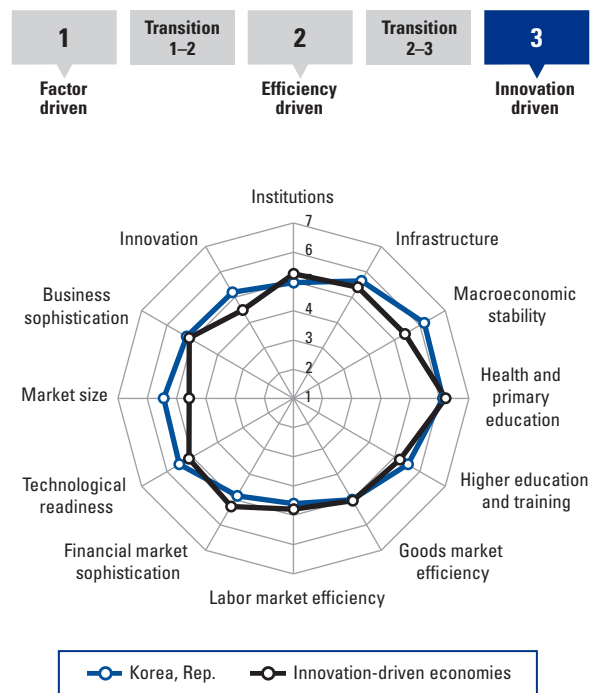 1
Transition
1–2
2
Transition
2–3
3
Factor
driven
Efficiency
driven
Innovation
driven
Institutions
7
Innovation
Infrastructure
6
Business
sophistication
Macroeconomic
stability
4
3
2
Market size
1
Health and
primary
education
Technological
readiness
Higher education
and training
Financial market
sophistication
Goods market
efficiency
Labor market efficiency
Korea, Rep.
Innovation-driven economies